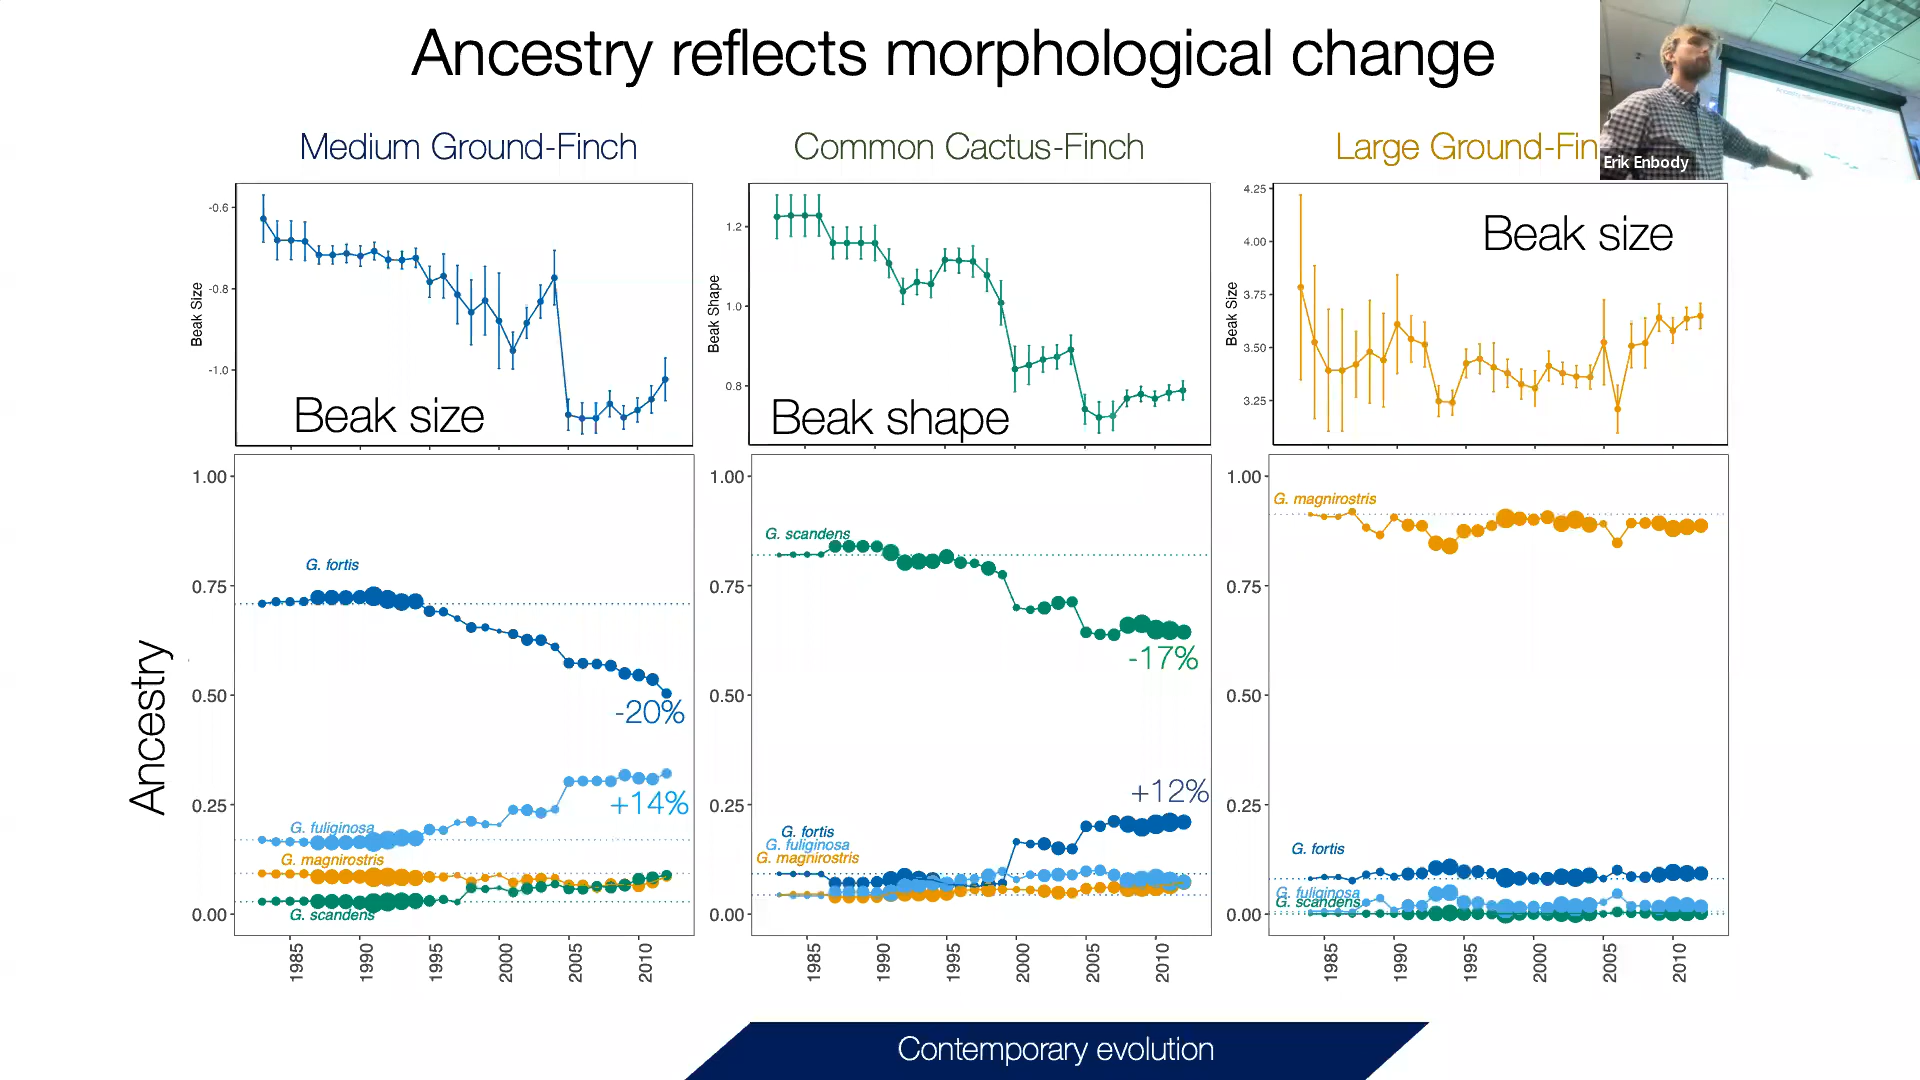 Ancestry reflects morphological change
Medium Ground-Finch
Common Cactus-Finch
Large Ground-Fin
Erik Enbody
Beak Size
-0.6
-0.8
-1.0
Beak size
Beak Shape
1.2
1.0
0.8
Beak shape
Beak Size
4.25
4.00
3.75
3.50
3.25
Beak size
Ancestry
1.00
0.75
0.50
0.25
0.00
G. fortis
-20%
+14%
G. fuliginosa
G. magnirostris
G. scandens
1985
1990
1995
2000
2005
2010
1.00
0.75
0.50
0.25
0.00
G. scandens
-17%
+12%
G. fortis
G. fuliginosa
G. magnirostris
1985
1990
1995
2000
2005
2010
1.00
0.75
0.50
0.25
0.00
G. magnirostris
G. fortis
G. fuliginosa
G. scandens
1985
1990
1995
2000
2005
2010
Contemporary evolution